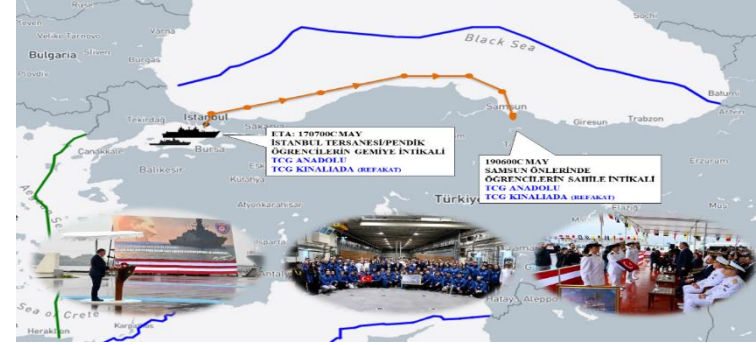 Ruse
Sochi
Veliko Tarnovo
Varna
Black Sea
Bulgaria
Sliven
Burgas
Plovdiv
Batumi
Samsun
Artvin
Tekirdağ
Istanbul
Giresun
Trabzon
Sakarya
ETA: 170700C MAY
İSTANBUL TERSANESİ/PENDİK
ÖĞRENCİLERİN GEMİYE İNTİKALİ
TCG ANADOLU
TCG KINALIADA (REFAKAT)
Çanakkale
Bursa
Balıkesir
Kütahya
190600C MAY
SAMSUN ÖNLERİNDE
ÖĞRENCİLERİN SAHİLE İNTİKALİ
TCG ANADOLU
TCG KINALIADA (REFAKAT)
Erzurum
Afyonkarahisar
Türkiye
Elazığ
Muş
Isparta
Hatay
Aleppo
Sea of Crete